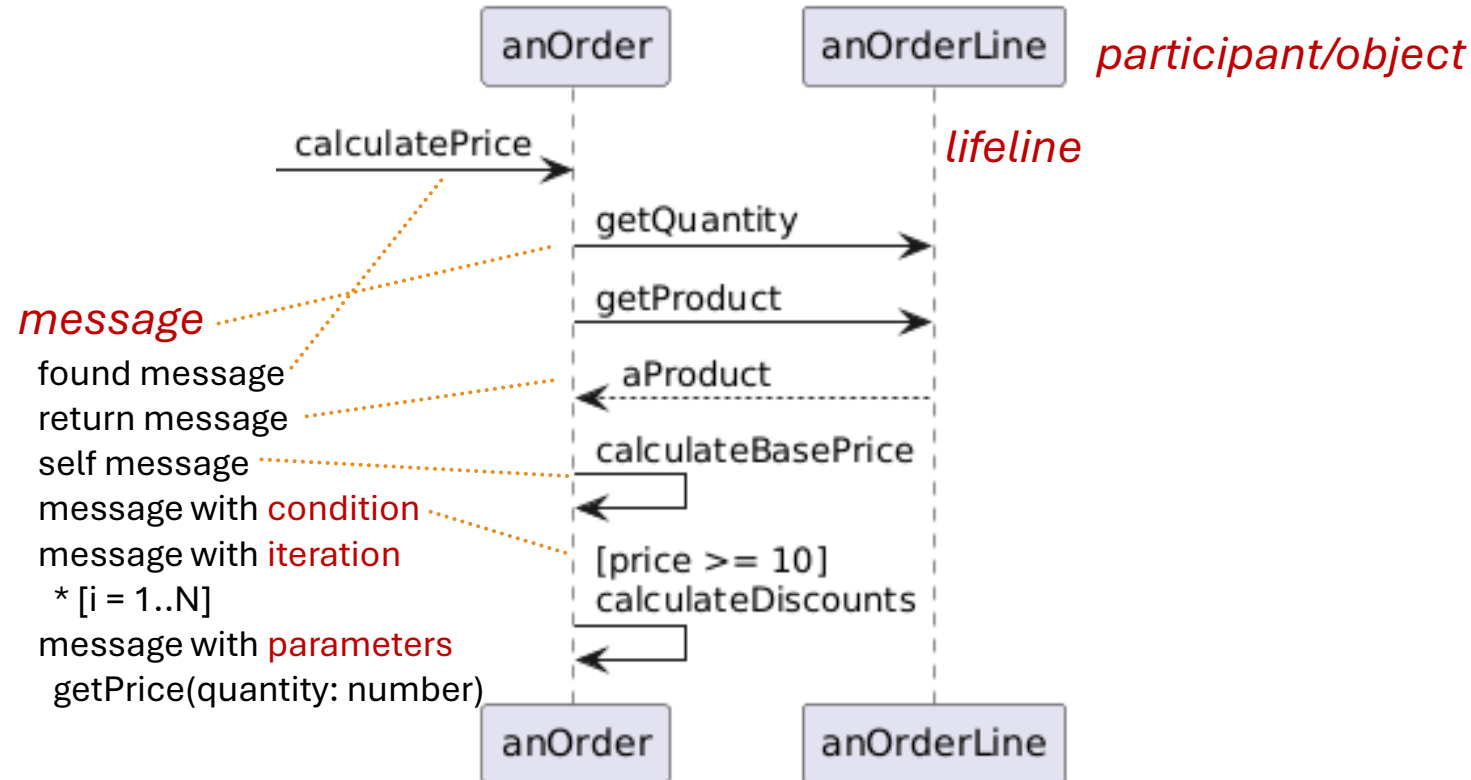 anOrder
anOrderLine
participant/object
calculatePrice
lifeline
getQuantity
getProduct
message
found message
aProduct
return message
calculateBasePrice
self message
message with condition
message with iteration
[price >= 10]
* [i = 1..N]
calculateDiscounts
message with parameters
getPrice(quantity: number)
anOrder
anOrderLine